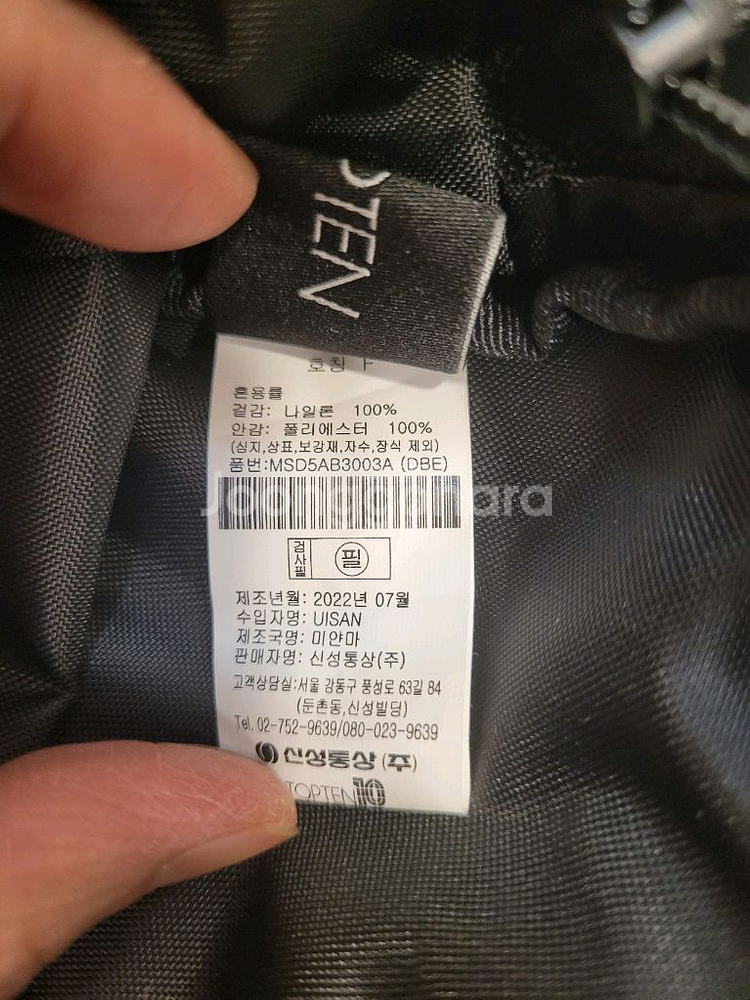 TEN
호칭 F
혼용률
겉감: 나일론 100%
안감: 폴리에스터 100%
(심지,상표,보강재,자수,장식 제외)
품번:MSD5AB3003A (DBE)
Joonggonara
검사필
필
제조년월: 2022년 07월
수입자명: UISAN
제조국명: 미얀마
판매자명: 신성통상(주)
고객상담실:서울 강동구 풍성로 63길 84
(둔촌동,신성빌딩)
Tel. 02-752-9639/080-023-9639
신성통상 (주)
TOPTEN10